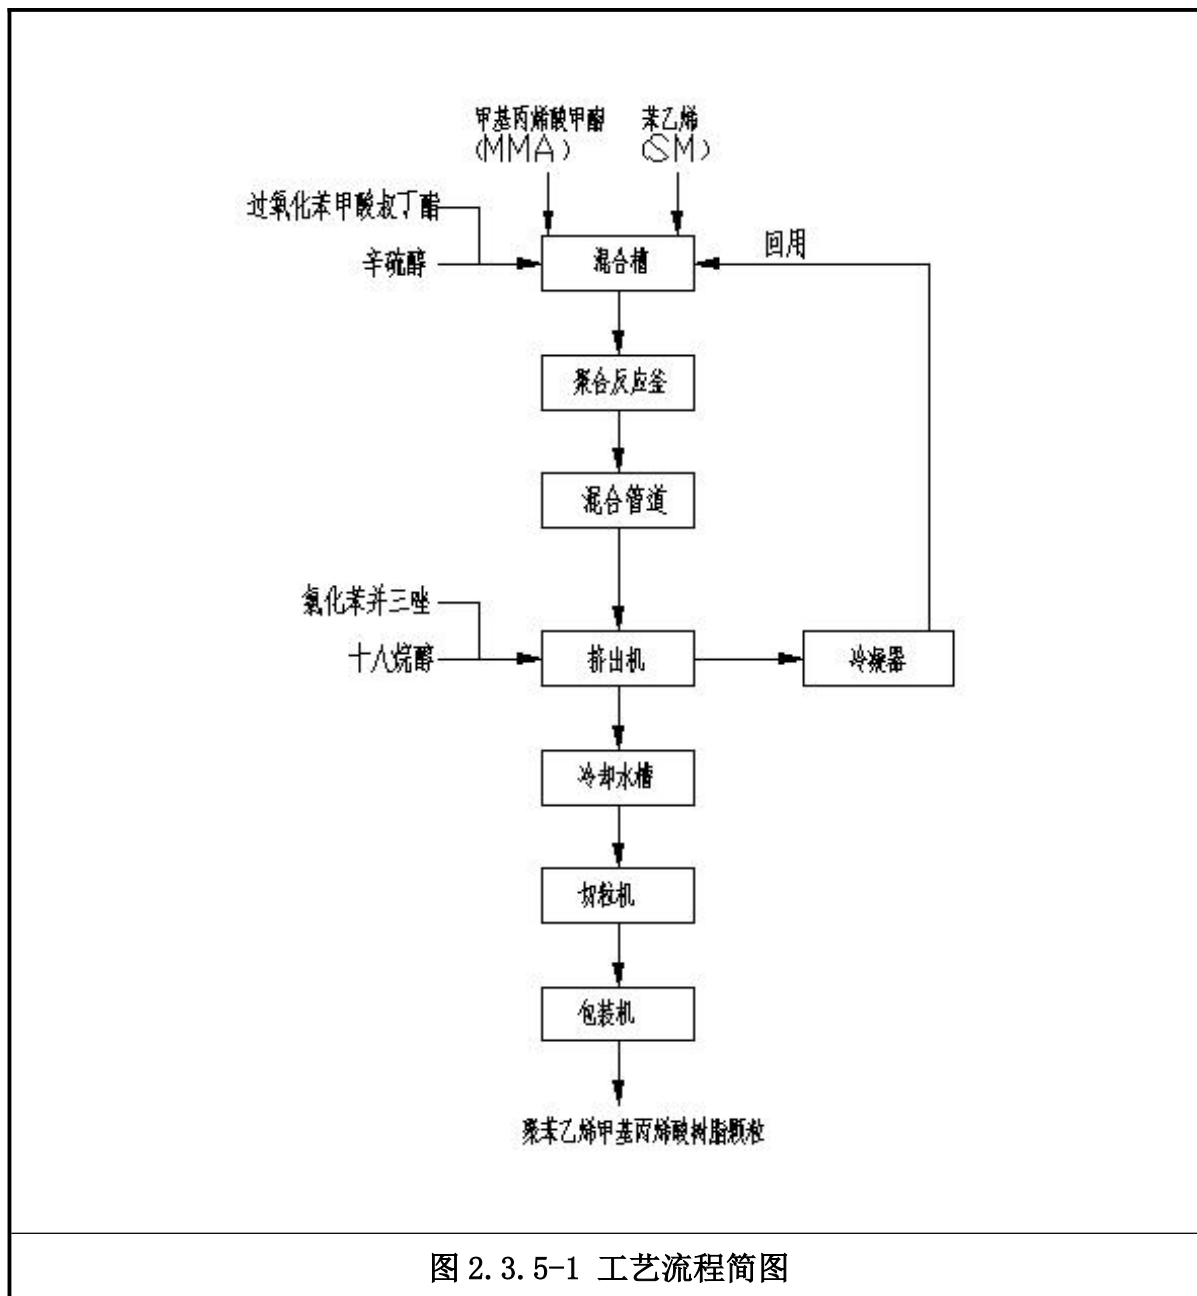 甲基丙烯酸甲酯 苯乙烯
(MMA) (SM)
过氧化苯甲酸叔丁酯
辛硫醇
混合槽
回用
聚合反应釜
混合管道
氯化苯并三唑
十八烷醇
挤出机
冷凝器
冷却水槽
切粒机
包装机
聚苯乙烯甲基丙烯酸树脂颗粒
图 2.3.5-1 工艺流程简图